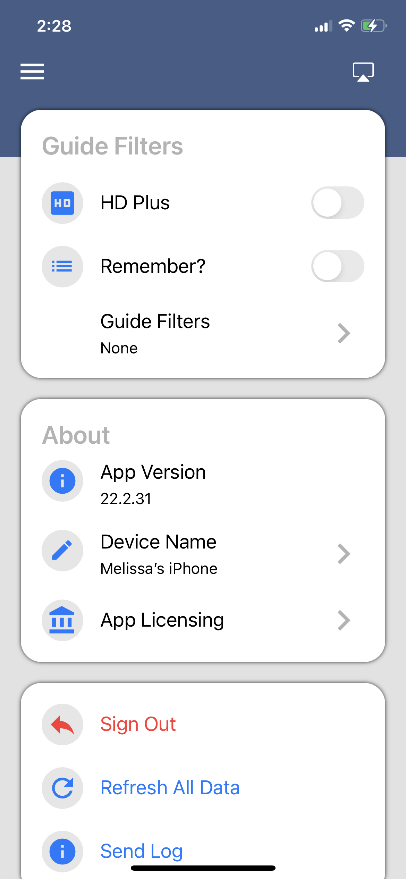 2:28
Guide Filters
HD
HD Plus
Remember?
Guide Filters
None
About
App Version
22.2.31
Device Name
Melissa's iPhone
App Licensing
Sign Out
Refresh All Data
Send Log